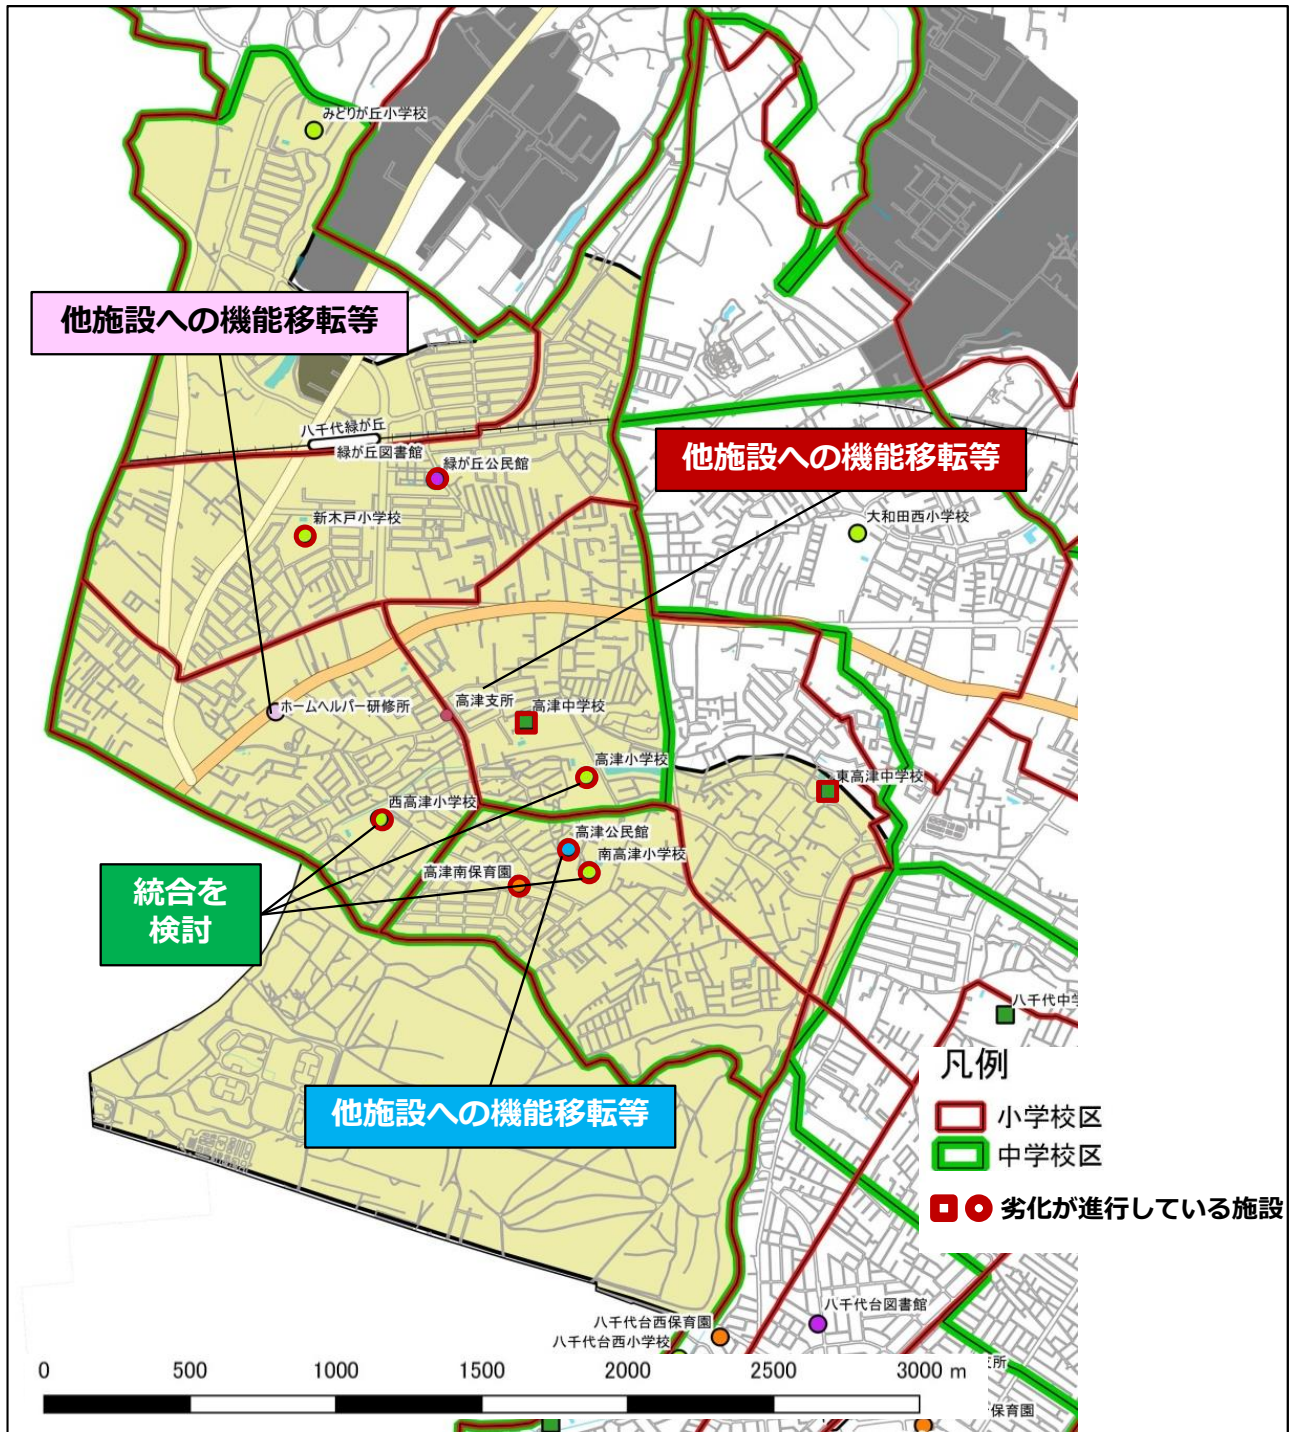 みどりが丘小学校
他施設への機能移転等
八千代緑が丘
緑が丘図書館
緑が丘公民館
他施設への機能移転等
新木戸小学校
大和田西小学校
ホームヘルパー研修所
高津支所
高津中学校
高津小学校
東高津中学校
西高津小学校
高津公民館
南高津小学校
高津南保育園
統合を
検討
八千代中学
他施設への機能移転等
凡例
小学校区
中学校区
劣化が進行している施設
八千代台図書館
八千代台西保育園
八千代台西小学校
0 500 1000 1500 2000 2500 3000 m
所
保育園